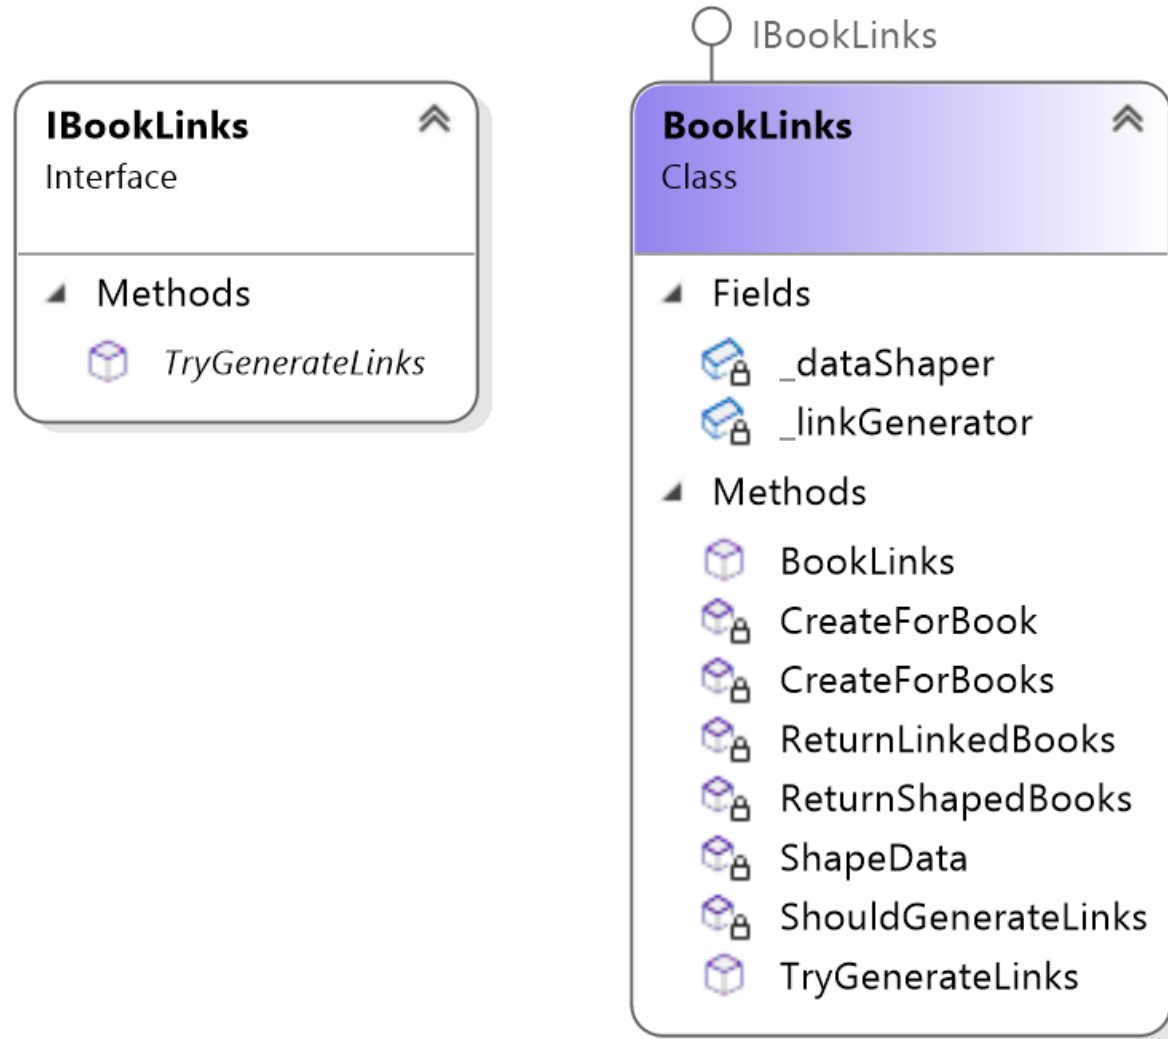 IBookLinks
IBookLinks
Interface
Methods
TryGenerateLinks
BookLinks
Class
Fields
_dataShaper
_linkGenerator
Methods
BookLinks
CreateForBook
CreateForBooks
ReturnLinkedBooks
ReturnShapedBooks
ShapeData
ShouldGenerateLinks
TryGenerateLinks